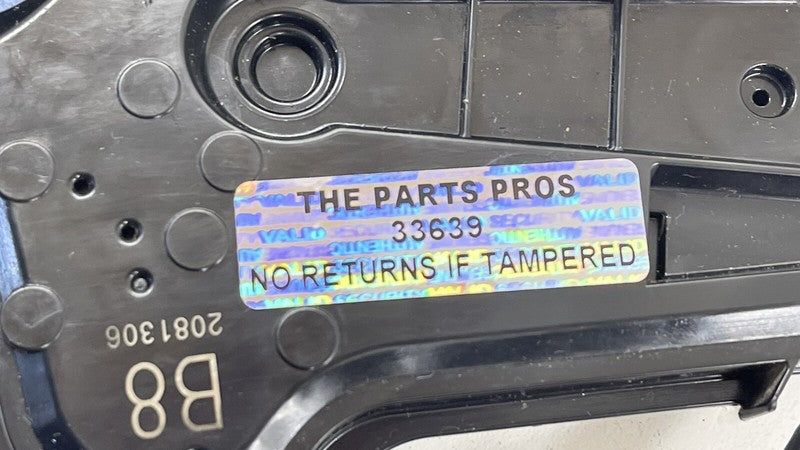 THE PARTS PROS
33639
NO RETURNS IF TAMPERED
2081306
B8